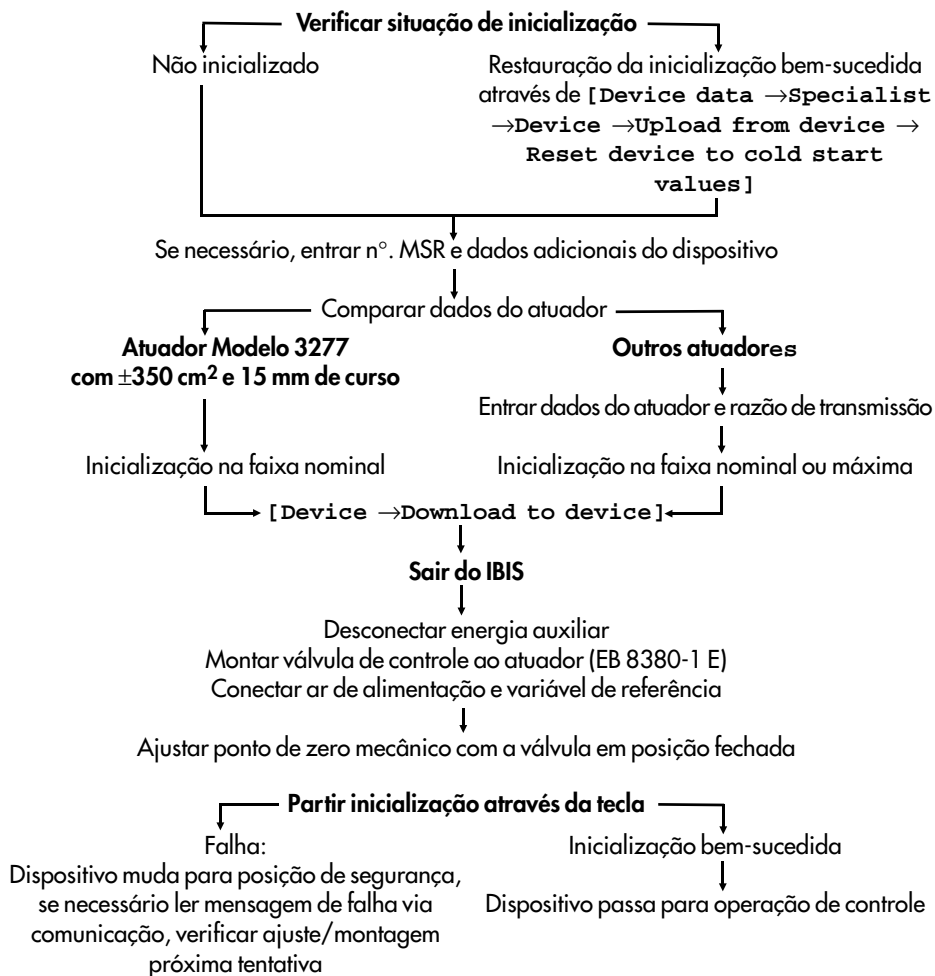 Verificar situação de inicialização
Não inicializado
Restauração da inicialização bem-sucedida
através de [Device data →Specialist
→Device →Upload from device →
Reset device to cold start
values]
Se necessário, entrar n°. MSR e dados adicionais do dispositivo
Comparar dados do atuador
Atuador Modelo 3277
com ±350 cm² e 15 mm de curso
Outros atuadores
Entrar dados do atuador e razão de transmissão
Inicialização na faixa nominal
Inicialização na faixa nominal ou máxima
[Device →Download to device]
Sair do IBIS
Desconectar energia auxiliar
Montar válvula de controle ao atuador (EB 8380-1 E)
Conectar ar de alimentação e variável de referência
Ajustar ponto de zero mecânico com a válvula em posição fechada
Partir inicialização através da tecla
Falha:
Dispositivo muda para posição de segurança,
se necessário ler mensagem de falha via
comunicação, verificar ajuste/montagem
próxima tentativa
Inicialização bem-sucedida
Dispositivo passa para operação de controle